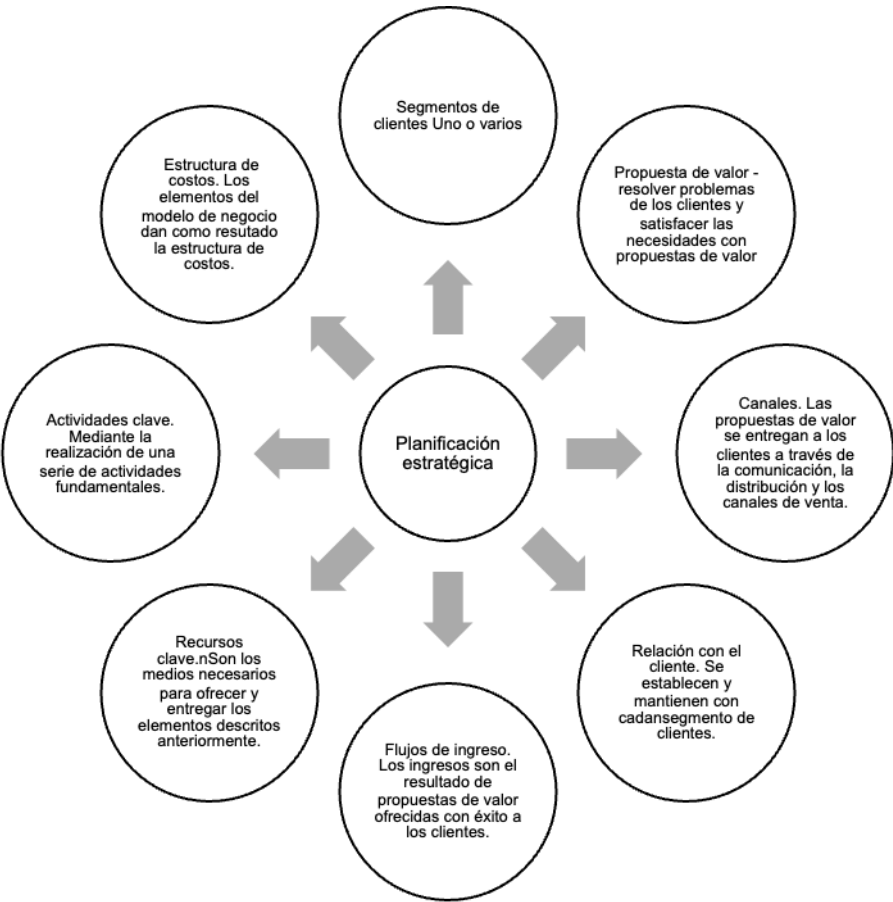 Segmentos de
clientes Uno o varios
Propuesta de valor -
resolver problemas
de los clientes y
satisfacer las
necesidades con
propuestas de valor
Canales. Las
propuestas de valor
se entregan a los
clientes a través de
la comunicación, la
distribución y los
canales de venta.
Relación con el
cliente. Se
establecen y
mantienen con
cadansegmento de
clientes.
Flujos de ingreso.
Los ingresos son el
resultado de
propuestas de valor
ofrecidas con éxito a
los clientes.
Recursos
clave.nSon los
medios necesarios
para ofrecer y
entregar los
elementos descritos
anteriormente.
Actividades clave.
Mediante la
realización de una
serie de actividades
fundamentales.
Estructura de
costos. Los
elementos del
modelo de negocio
dan como resutado
la estructura de
costos.
Planificación
estratégica